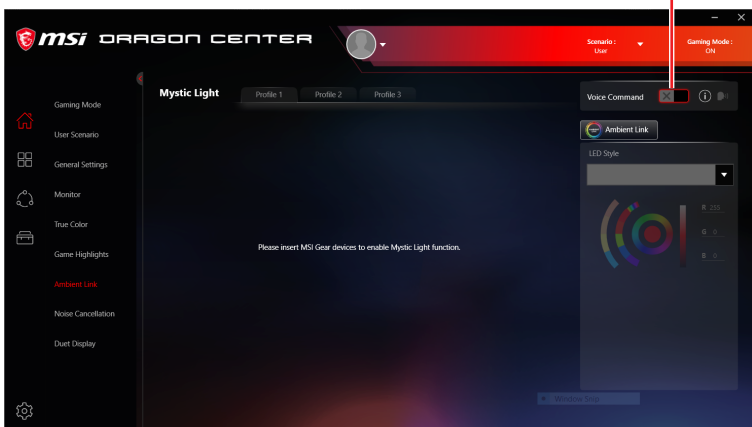 msi DRAGON CENTER
Scenario :
User
Gaming Mode :
ON
Gaming Mode
User Scenario
General Settings
Monitor
True Color
Game Highlights
Ambient Link
Noise Cancellation
Duet Display
Mystic Light
Profile 1
Profile 2
Profile 3
Please insert MSI Gear devices to enable Mystic Light function.
Voice Command
Ambient Link
LED Style
R 255
G 0
B 0
Window Snip